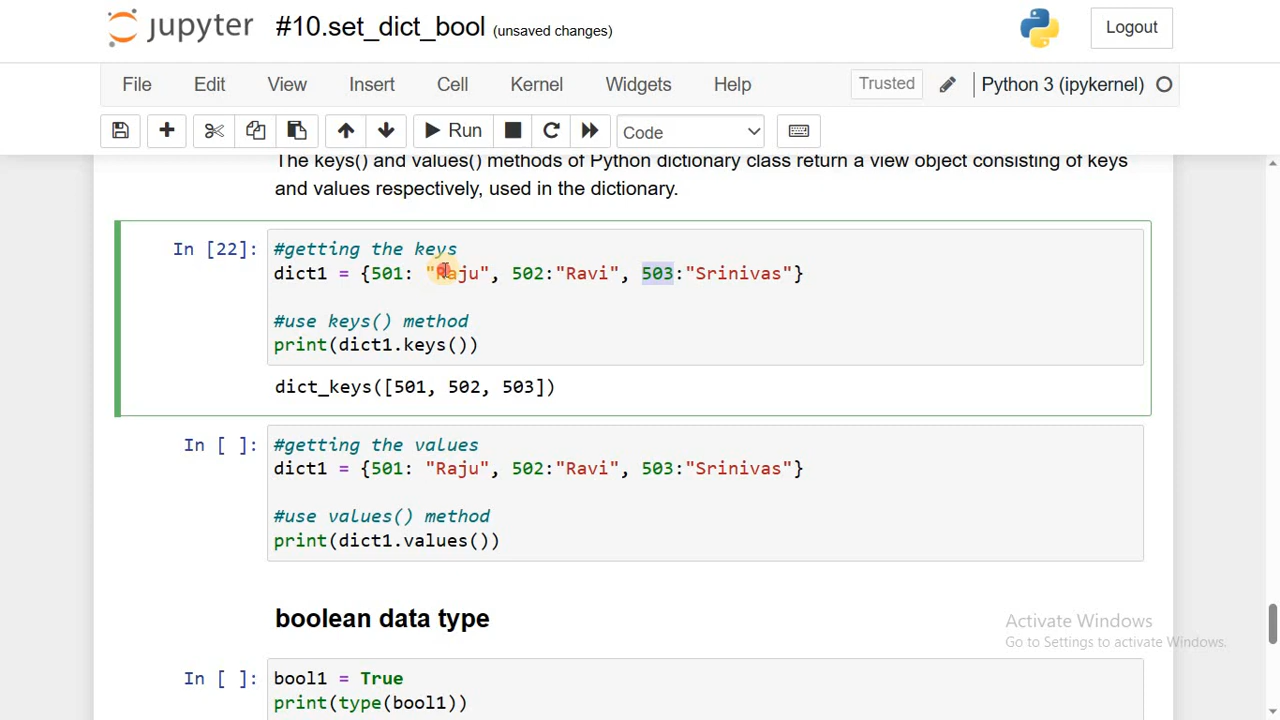 jupyter #10.set_dict_bool (unsaved changes) Logout
File Edit View Insert Cell Kernel Widgets Help Trusted Python 3 (ipykernel)
Run Code
The keys() and values() methods of Python dictionary class return a view object consisting of keys
and values respectively, used in the dictionary.
In [22]: #getting the keys
dict1 = {501: "Raju", 502:"Ravi", 503:"Srinivas"}
#use keys() method
print(dict1.keys())
dict_keys([501, 502, 503])
In [ ]: #getting the values
dict1 = {501: "Raju", 502:"Ravi", 503:"Srinivas"}
#use values() method
print(dict1.values())
boolean data type
Activate Windows
Go to Settings to activate Windows.
In [ ]: bool1 = True
print(type(bool1))